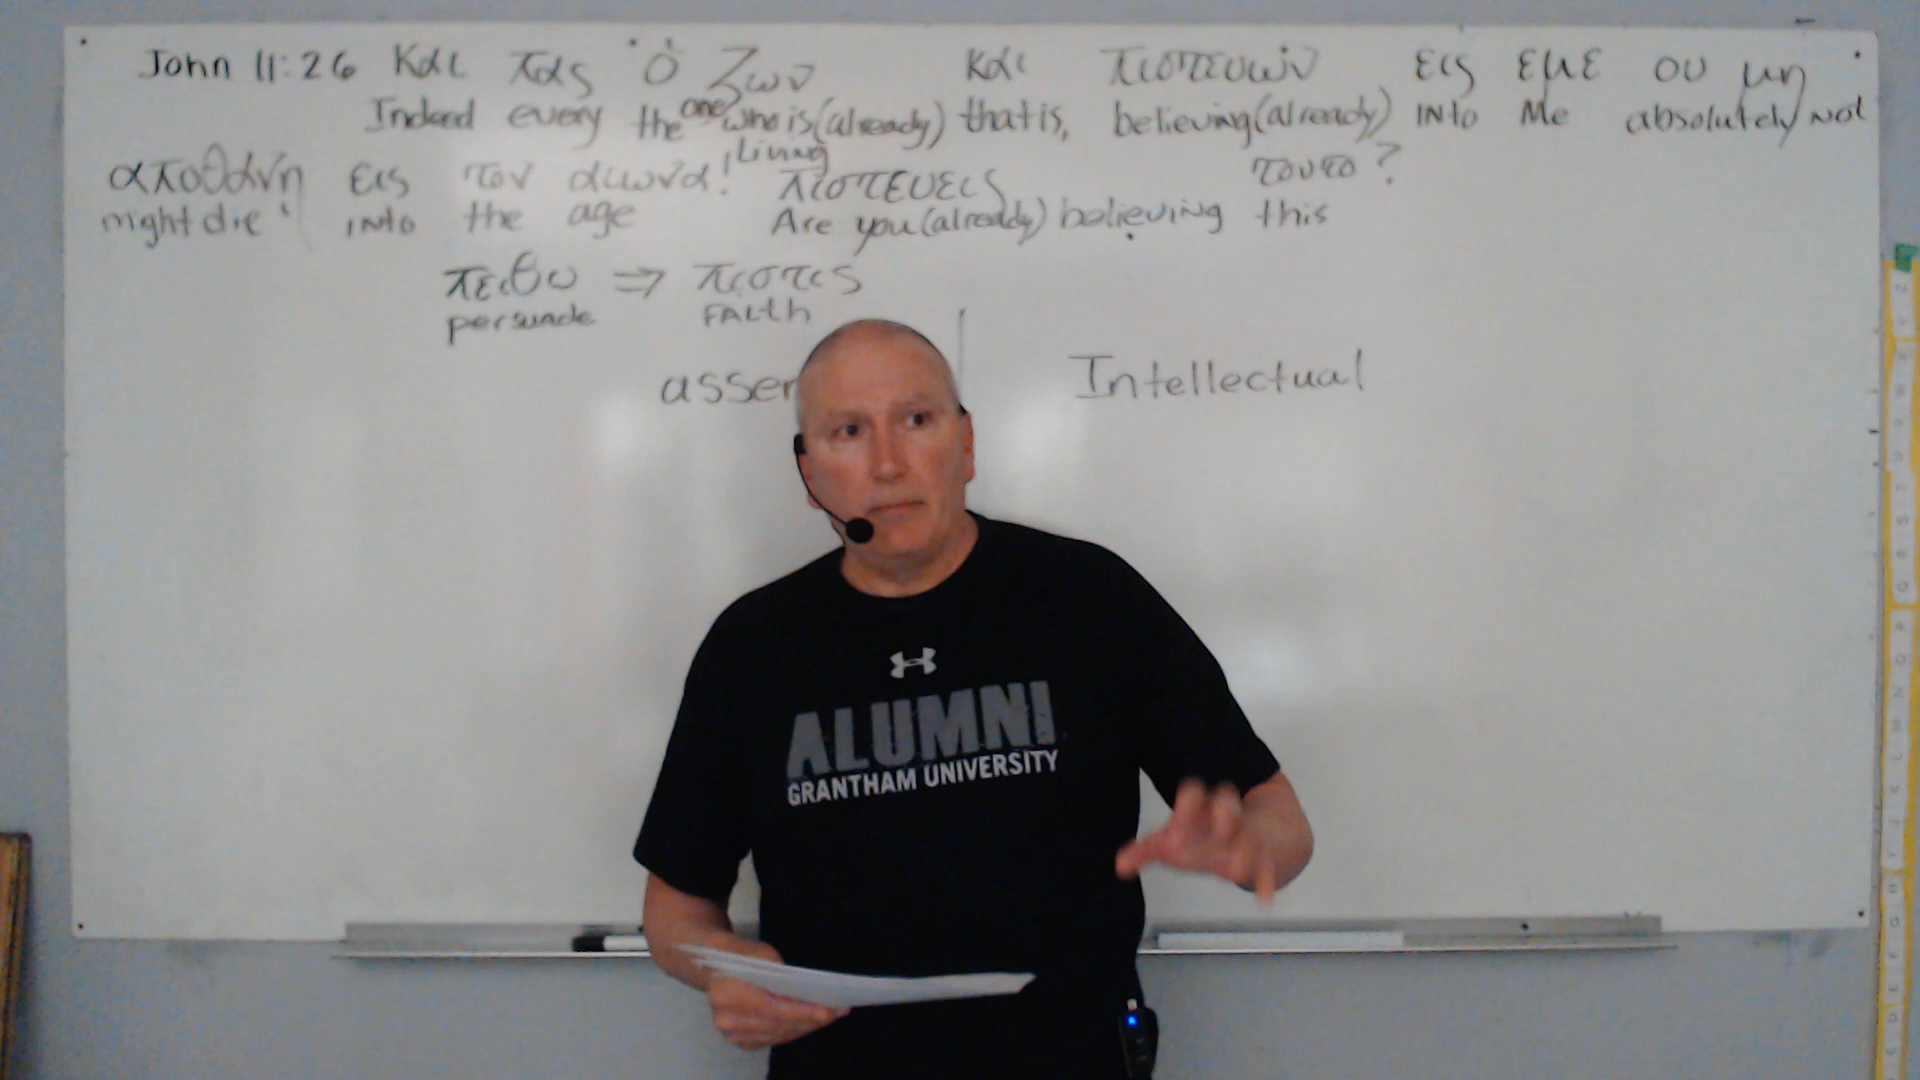 John 11:26 Και πας ὁ Ζων και πιστευων εις εμε ου μη
Indeed every the one who is (already) that is, believing (already) INto Me absolutely not
Living
αποθανη εις τον αιωνα! πιστευεις τουτο?
might die INto the age Are you (already) believing this
πειθω ⇒ πιστις
persuade FAith
asser Intellectual
ALUMNI
GRANTHAM UNIVERSITY